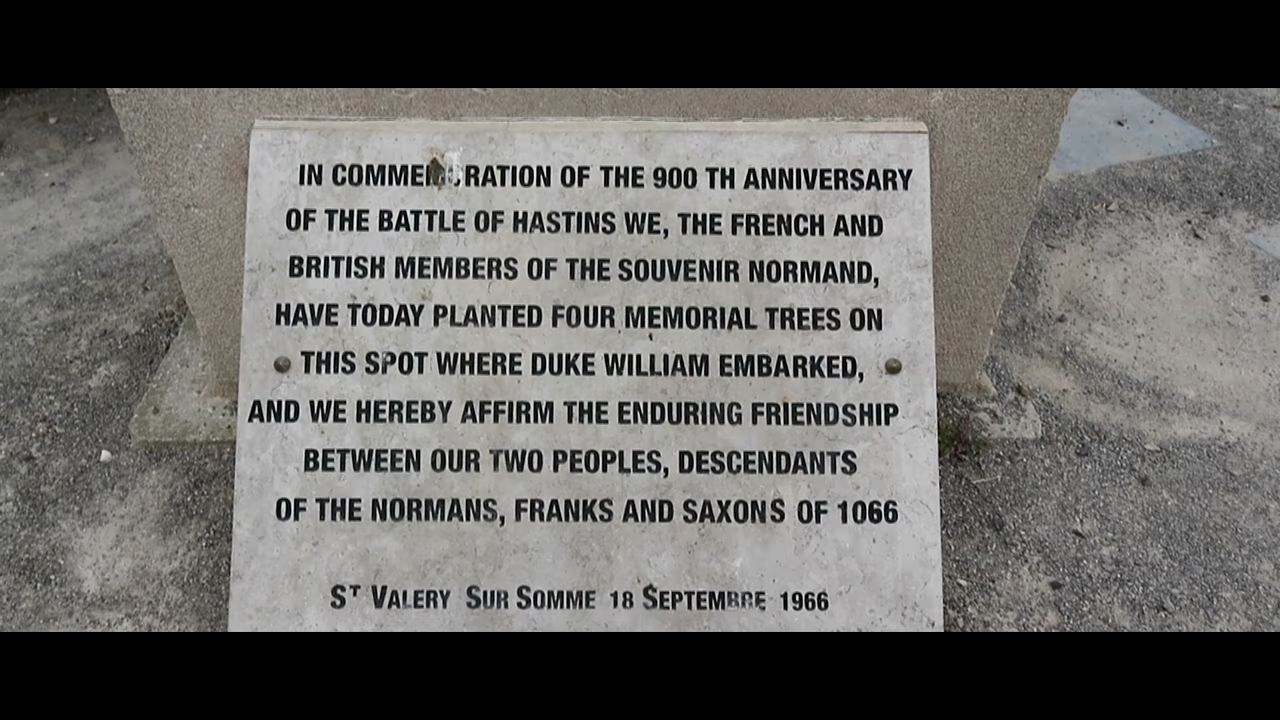 IN COMMEMORATION OF THE 900 TH ANNIVERSARY
OF THE BATTLE OF HASTINS WE, THE FRENCH AND
BRITISH MEMBERS OF THE SOUVENIR NORMAND,
HAVE TODAY PLANTED FOUR MEMORIAL TREES ON
THIS SPOT WHERE DUKE WILLIAM EMBARKED,
AND WE HEREBY AFFIRM THE ENDURING FRIENDSHIP
BETWEEN OUR TWO PEOPLES, DESCENDANTS
OF THE NORMANS, FRANKS AND SAXONS OF 1066
ST VALERY SUR SOMME 18 SEPTEMBRE 1966